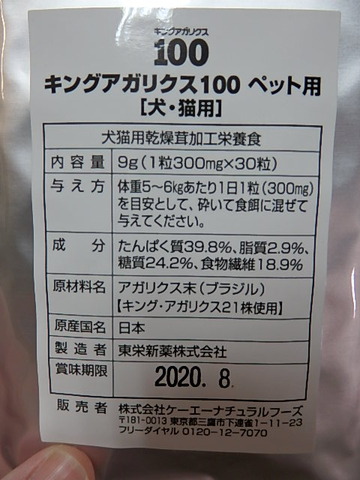 キングアガリクス
100
キングアガリクス100 ペット用
[犬・猫用]
犬猫用乾燥茸加工栄養食
内容量 9g(1粒300mg×30粒)
与え方 体重5~6kgあたり1日1粒(300mg)
を目安として、砕いて食餌に混ぜて
与えてください。
成分 たんぱく質39.8%、脂質2.9%、
糖質24.2%、食物繊維18.9%
原材料名 アガリクス末(ブラジル)
【キング・アガリクス21株使用】
原産国名 日本
製造者 東栄新薬株式会社
賞味期限 2020. 8
販売者 株式会社ケーエーナチュラルフーズ
〒181-0013 東京都三鷹市下連雀1-11-23
フリーダイヤル 0120-12-7070